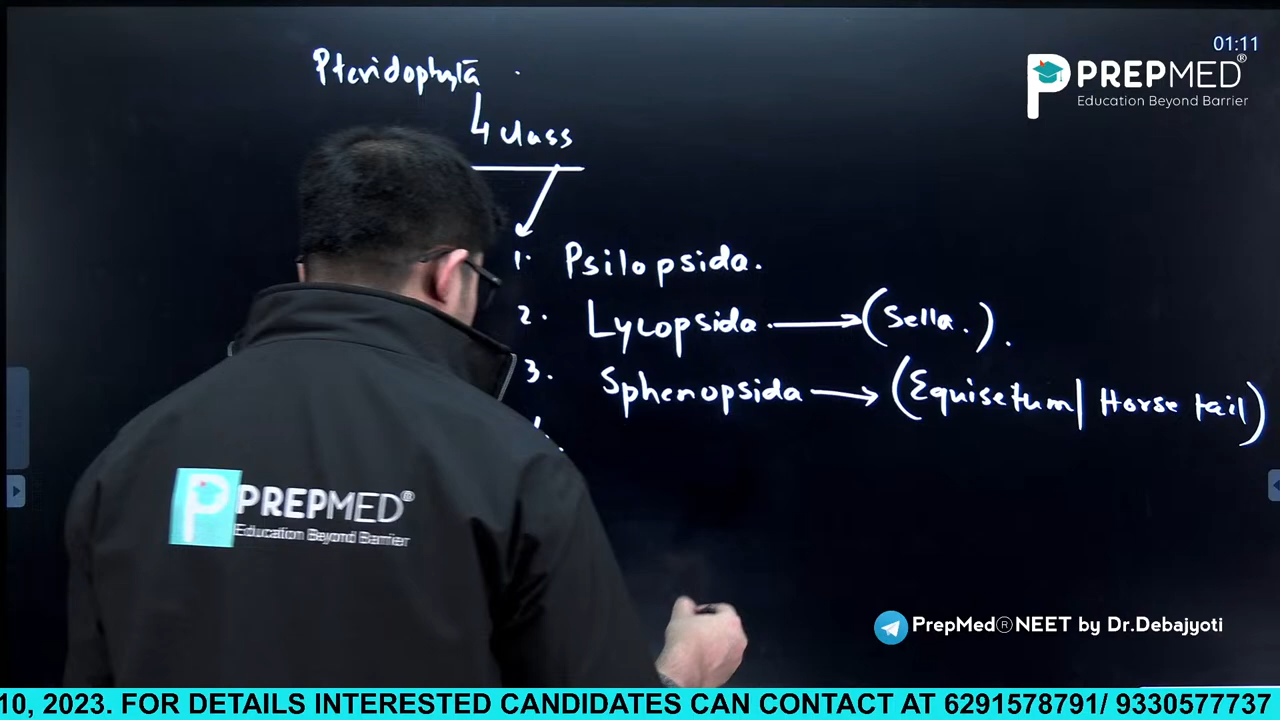 01:11
PREPMED®
Education Beyond Barrier
Pteridophyta .
4 class
1. Psilopsida.
2. Lycopsida. → (Sella.).
3. Sphenopsida → (Equisetum/ Horse tail)
PREPMED®
Education Beyond Barrier
PrepMed®NEET by Dr.Debajyoti
10, 2023. FOR DETAILS INTERESTED CANDIDATES CAN CONTACT AT 6291578791/ 9330577737